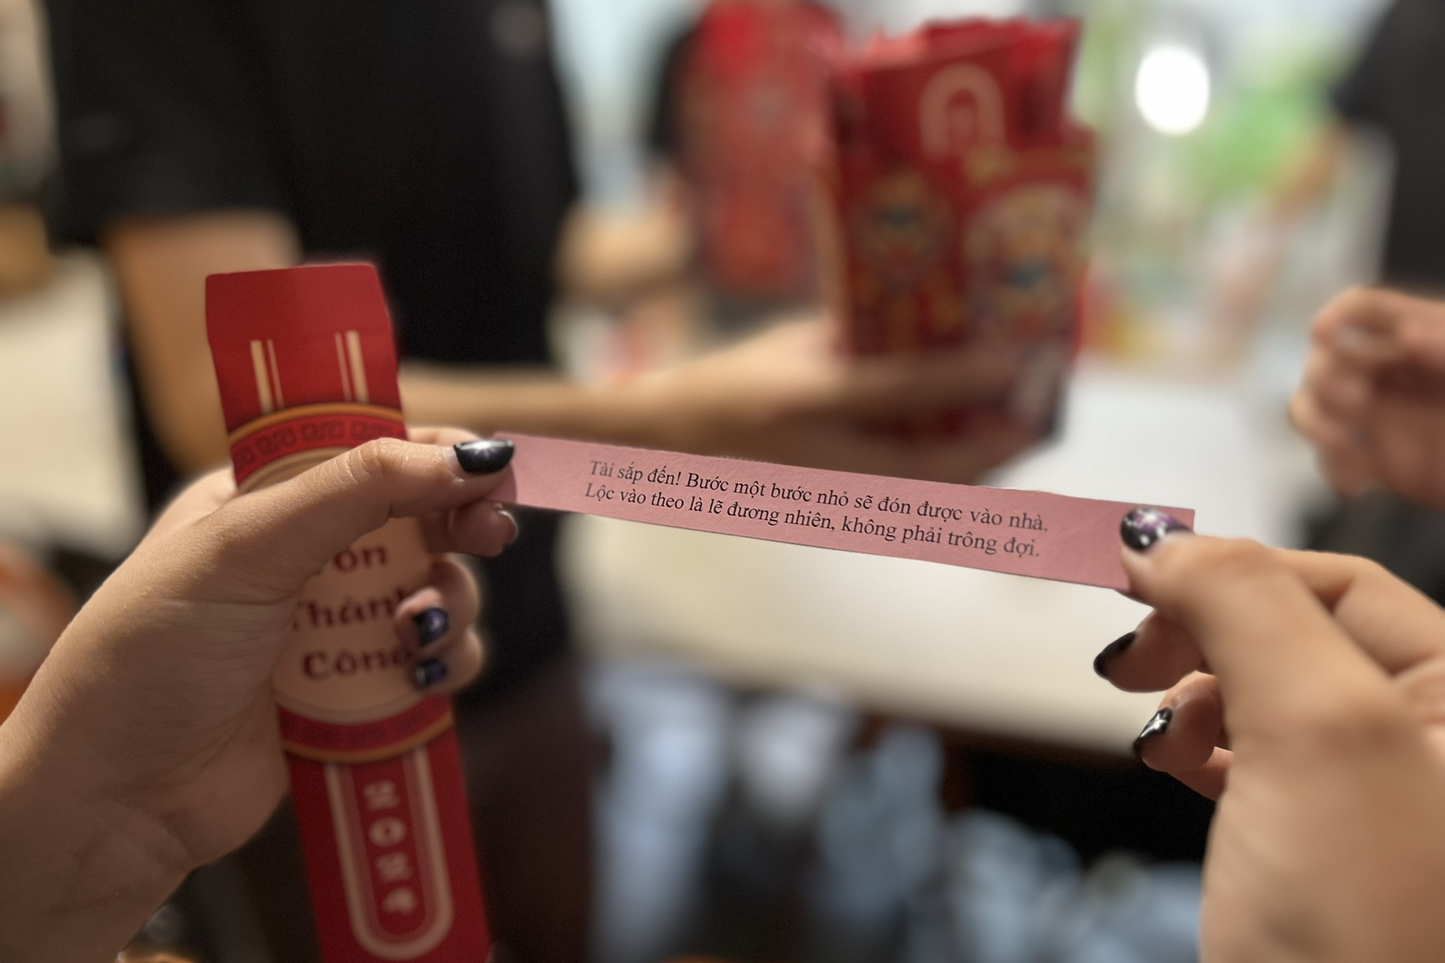 Tài sắp đến! Bước một bước nhỏ sẽ đón được vào nhà.
Lộc vào theo là lẽ đương nhiên, không phải trông đợi.
Thành
Công
2024